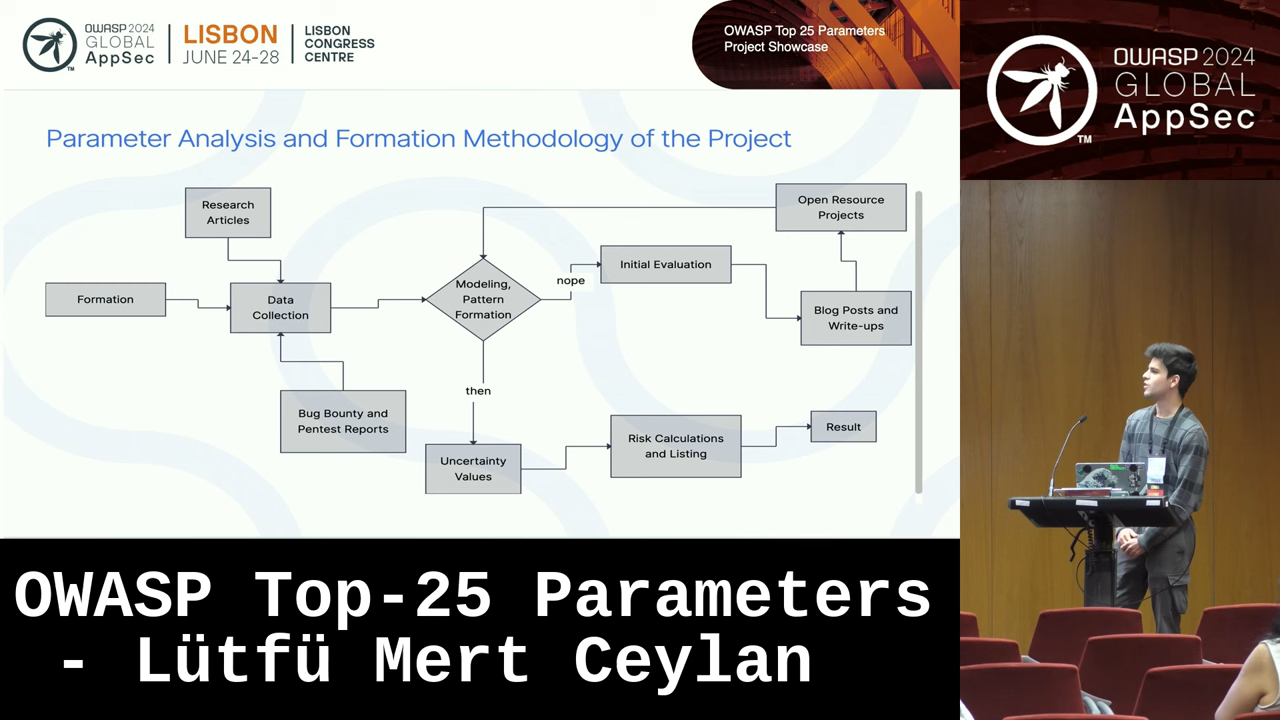 OWASP 2024
GLOBAL
AppSec
TM
LISBON
JUNE 24-28
LISBON
CONGRESS
CENTRE
OWASP Top 25 Parameters
Project Showcase
OWASP 2024
GLOBAL
AppSec
TM
Parameter Analysis and Formation Methodology of the Project
Research
Articles
Open Resource
Projects
Formation
Data
Collection
Modeling,
Pattern
Formation
nope
Initial Evaluation
Blog Posts and
Write-ups
then
Bug Bounty and
Pentest Reports
Uncertainty
Values
Risk Calculations
and Listing
Result
OWASP Top-25 Parameters
- Lütfü Mert Ceylan